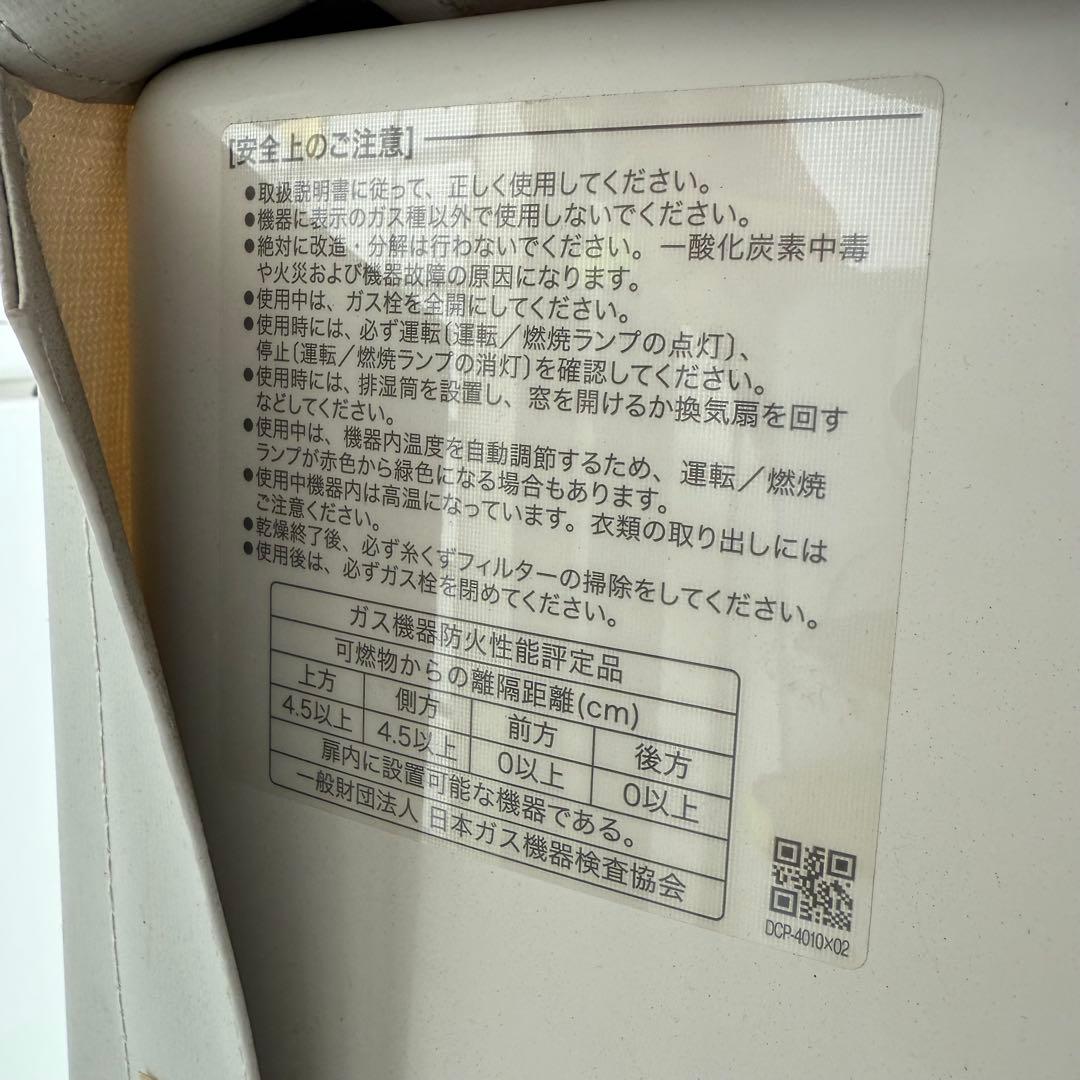 [安全上のご注意]
●取扱説明書に従って、正しく使用してください。
●機器に表示のガス種以外で使用しないでください。
●絶対に改造・分解は行わないでください。一酸化炭素中毒
や火災および機器故障の原因になります。
●使用中は、ガス栓を全開にしてください。
●使用時には、必ず運転〔運転／燃焼ランプの点灯〕、
停止〔運転／燃焼ランプの消灯〕を確認してください。
●使用時には、排湿筒を設置し、窓を開けるか換気扇を回す
などしてください。
●使用中は、機器内温度を自動調節するため、運転／燃焼
ランプが赤色から緑色になる場合もあります。
●使用中機器内は高温になっています。衣類の取り出しには
ご注意ください。
●乾燥終了後、必ず糸くずフィルターの掃除をしてください。
●使用後は、必ずガス栓を閉めてください。
ガス機器防火性能評定品
可燃物からの離隔距離(cm)
上方 側方 前方 後方
4.5以上 4.5以上 0以上 0以上
扉内に設置可能な機器である。
一般財団法人 日本ガス機器検査協会
DCP-4010×02